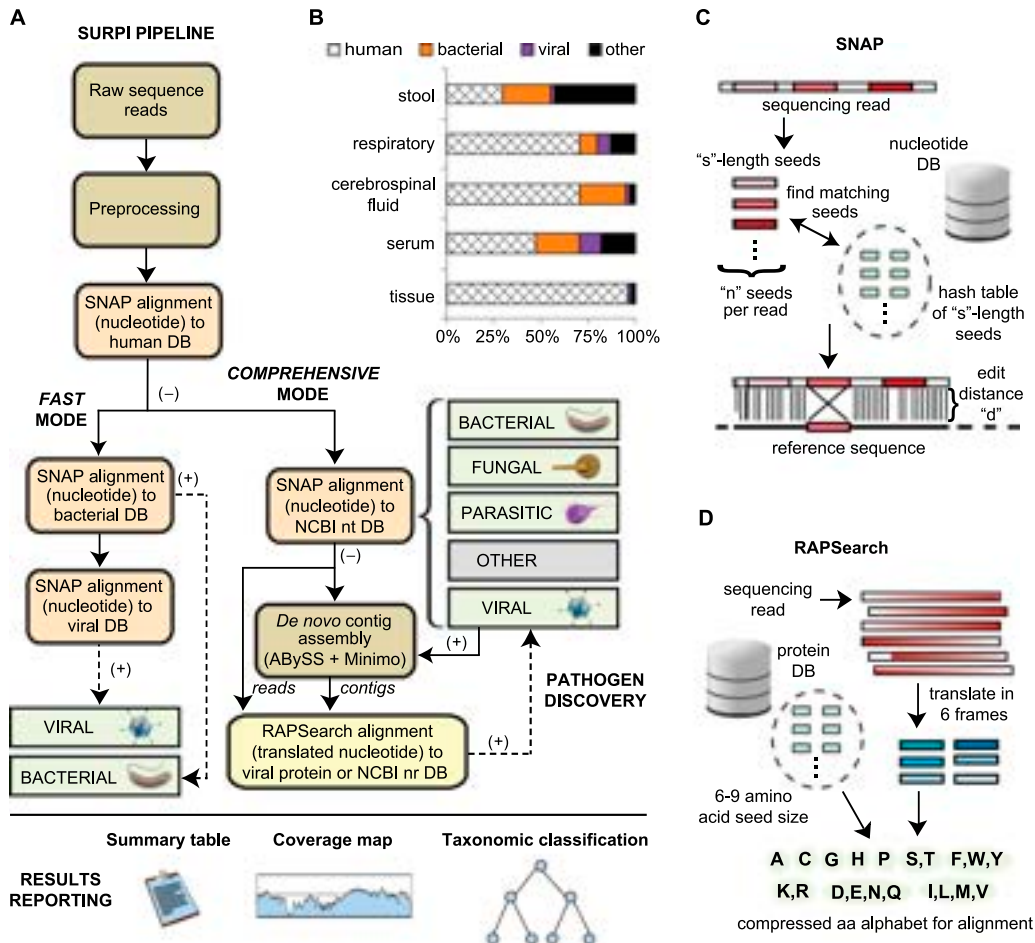 A
SURPI PIPELINE
Raw sequence
reads
Preprocessing
SNAP alignment
(nucleotide) to
human DB
(–)
FAST
MODE
COMPREHENSIVE
MODE
SNAP alignment
(nucleotide) to
bacterial DB
(+)
SNAP alignment
(nucleotide) to
viral DB
(+)
VIRAL
BACTERIAL
SNAP alignment
(nucleotide) to
NCBI nt DB
(–)
BACTERIAL
FUNGAL
PARASITIC
OTHER
VIRAL
De novo contig
assembly
(ABySS + Minimo)
(+)
reads
contigs
PATHOGEN
DISCOVERY
RAPSearch alignment
(translated nucleotide) to
viral protein or NCBI nr DB
(+)
RESULTS
REPORTING
Summary table
Coverage map
Taxonomic classification
B
human bacterial viral other
stool
respiratory
cerebrospinal
fluid
serum
tissue
0% 25% 50% 75% 100%
C
SNAP
sequencing read
"s"-length seeds
nucleotide
DB
find matching
seeds
"n" seeds
per read
hash table
of "s"-length
seeds
edit
distance
"d"
reference sequence
D
RAPSearch
sequencing
read
protein
DB
translate in
6 frames
6-9 amino
acid seed size
A C G H P S,T F,W,Y
K,R D,E,N,Q I,L,M,V
compressed aa alphabet for alignment